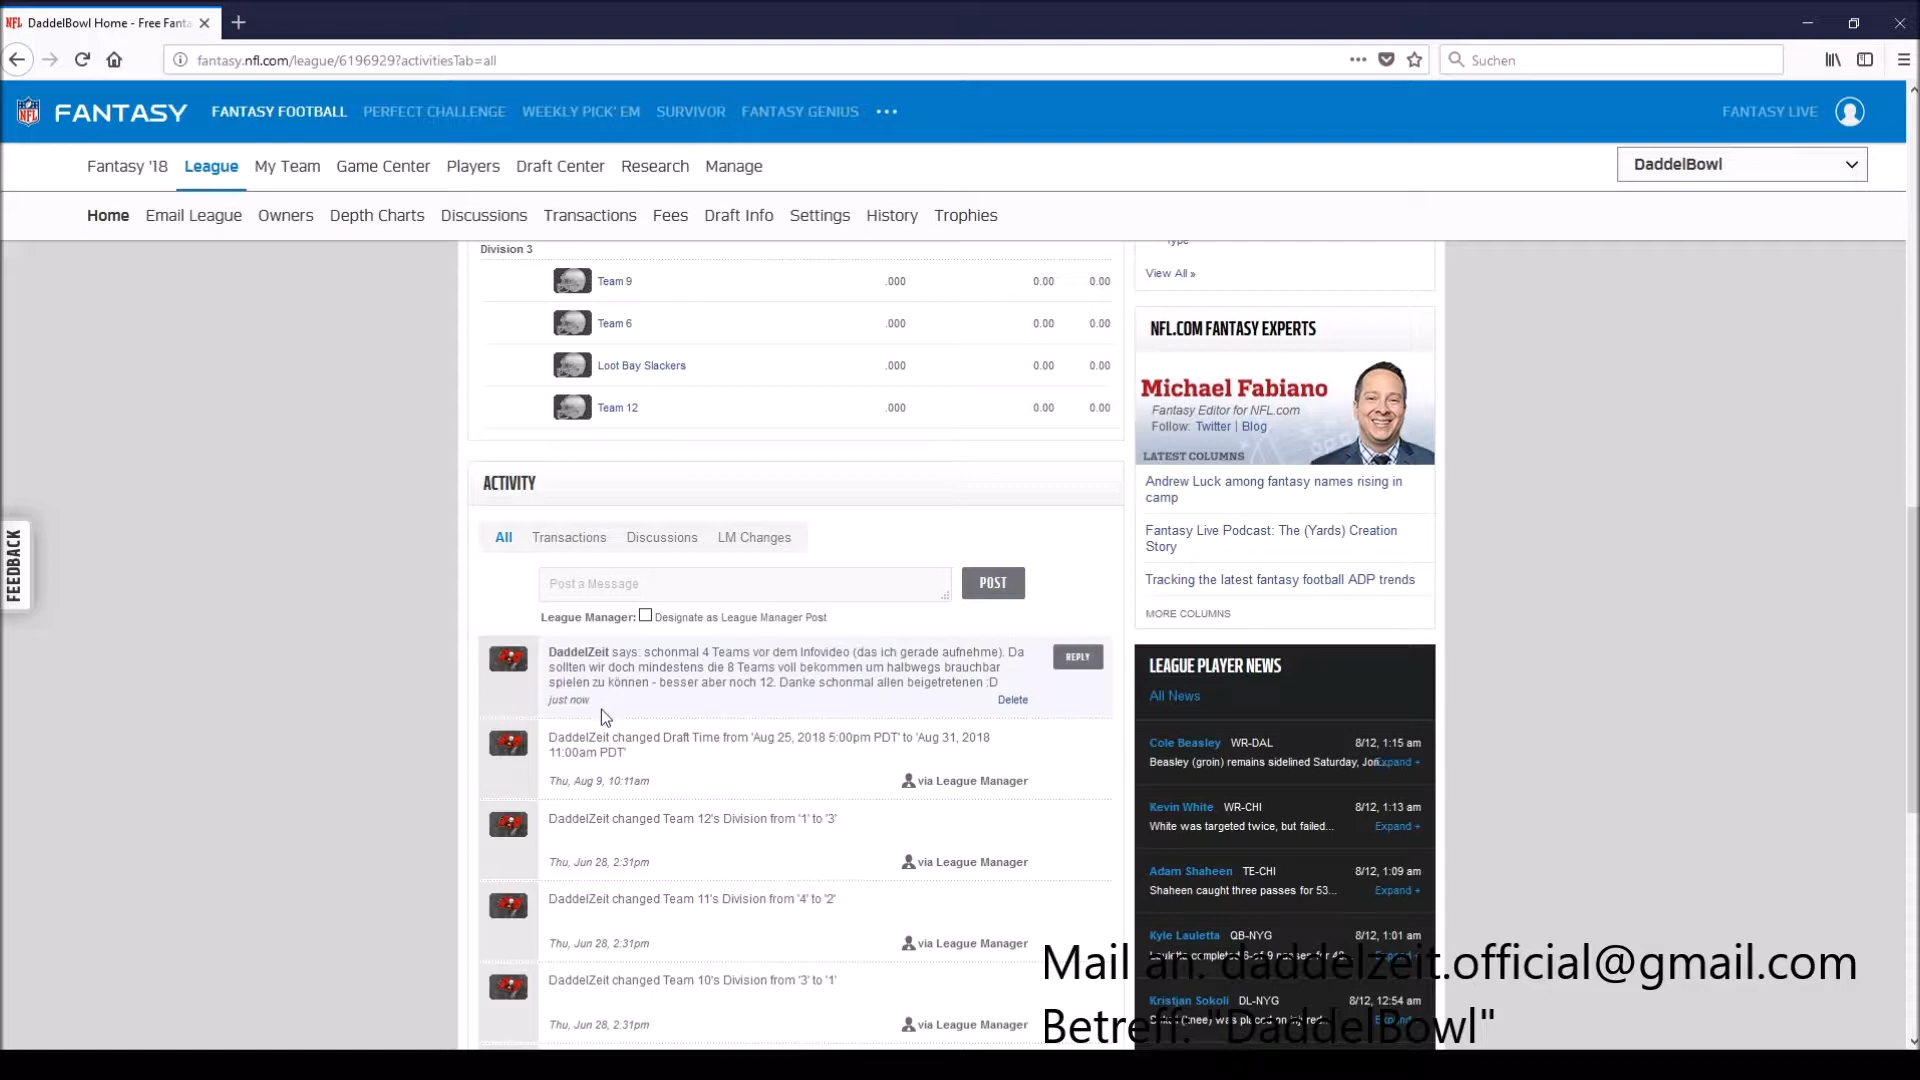 DaddelBowl Home - Free Fanta
fantasy.nfl.com/league/6196929?activitiesTab=all
Suchen
NFL
FANTASY
FANTASY FOOTBALL
PERFECT CHALLENGE
WEEKLY PICK' EM
SURVIVOR
FANTASY GENIUS
FANTASY LIVE
Fantasy '18
League
My Team
Game Center
Players
Draft Center
Research
Manage
DaddelBowl
Home
Email League
Owners
Depth Charts
Discussions
Transactions
Fees
Draft Info
Settings
History
Trophies
Division 3
Team 9 .000 0.00 0.00
Team 6 .000 0.00 0.00
Loot Bay Slackers .000 0.00 0.00
Team 12 .000 0.00 0.00
ACTIVITY
All
Transactions
Discussions
LM Changes
Post a Message
POST
League Manager: Designate as League Manager Post
DaddelZeit says: schonmal 4 Teams vor dem Infovideo (das ich gerade aufnehme). Da
sollten wir doch mindestens die 8 Teams voll bekommen um halbwegs brauchbar
spielen zu können - besser aber noch 12. Danke schonmal allen beigetretenen :D
just now
Delete
REPLY
DaddelZeit changed Draft Time from 'Aug 25, 2018 5:00pm PDT' to 'Aug 31, 2018
11:00am PDT'
Thu, Aug 9, 10:11am
via League Manager
DaddelZeit changed Team 12's Division from '1' to '3'
Thu, Jun 28, 2:31pm
via League Manager
DaddelZeit changed Team 11's Division from '4' to '2'
Thu, Jun 28, 2:31pm
via League Manager
DaddelZeit changed Team 10's Division from '3' to '1'
Thu, Jun 28, 2:31pm
via League Manager
Type
View All »
NFL.COM FANTASY EXPERTS
Michael Fabiano
Fantasy Editor for NFL.com
Follow: Twitter | Blog
LATEST COLUMNS
Andrew Luck among fantasy names rising in
camp
Fantasy Live Podcast: The (Yards) Creation
Story
Tracking the latest fantasy football ADP trends
MORE COLUMNS
LEAGUE PLAYER NEWS
All News
Cole Beasley WR-DAL 8/12, 1:15 am
Beasley (groin) remains sidelined Saturday, Expand +
Kevin White WR-CHI 8/12, 1:13 am
White was targeted twice, but failed... Expand +
Adam Shaheen TE-CHI 8/12, 1:09 am
Shaheen caught three passes for 53... Expand +
Kyle Lauletta QB-NYG 8/12, 1:01 am
Kristjan Sokoli DL-NYG 8/12, 12:54 am
FEEDBACK
Mail an: daddelzeit.official@gmail.com
Betreff: "DaddelBowl"